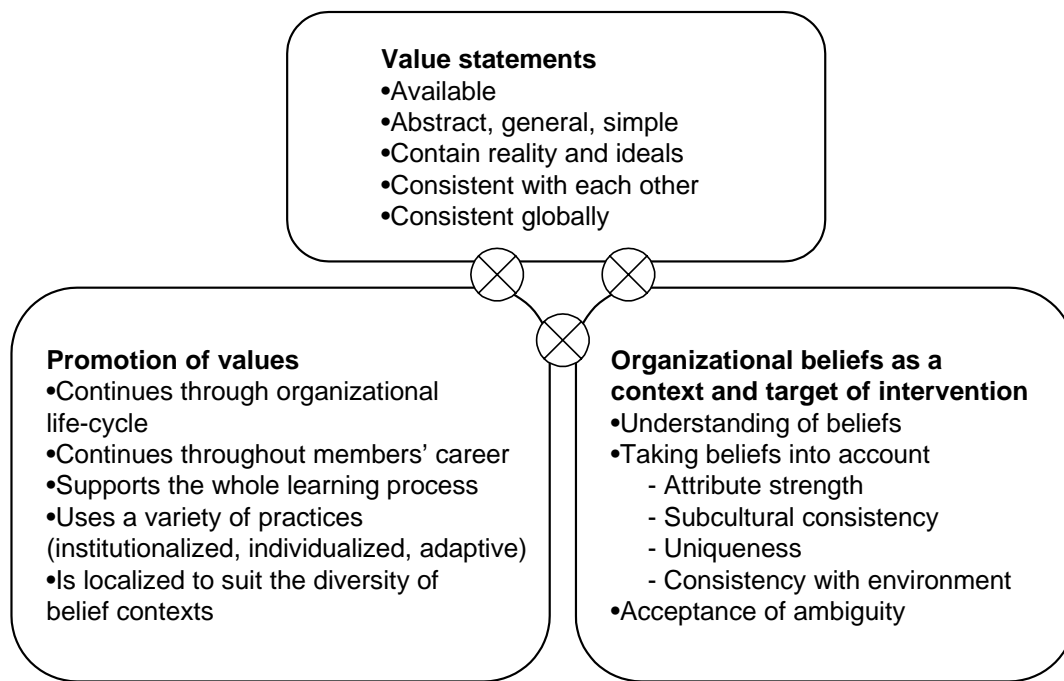 Value statements
•Available
•Abstract, general, simple
•Contain reality and ideals
•Consistent with each other
•Consistent globally
Promotion of values
•Continues through organizational
life-cycle
•Continues throughout members’ career
•Supports the whole learning process
•Uses a variety of practices
(institutionalized, individualized, adaptive)
•Is localized to suit the diversity of
belief contexts
Organizational beliefs as a
context and target of intervention
•Understanding of beliefs
•Taking beliefs into account
- Attribute strength
- Subcultural consistency
- Uniqueness
- Consistency with environment
•Acceptance of ambiguity